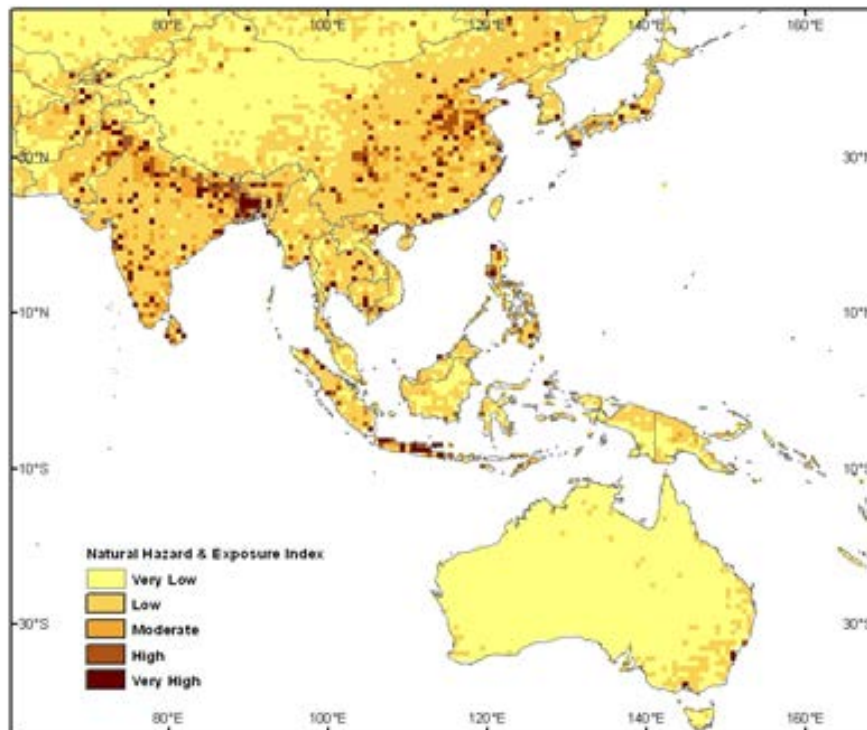 80°E 100°E 120°E 140°E 160°E
30°N 30°N
10°N 10°N
10°S 10°S
Natural Hazard & Exposure Index
Very Low
Low
Moderate
High
Very High
30°S 30°S
80°E 100°E 120°E 140°E 160°E